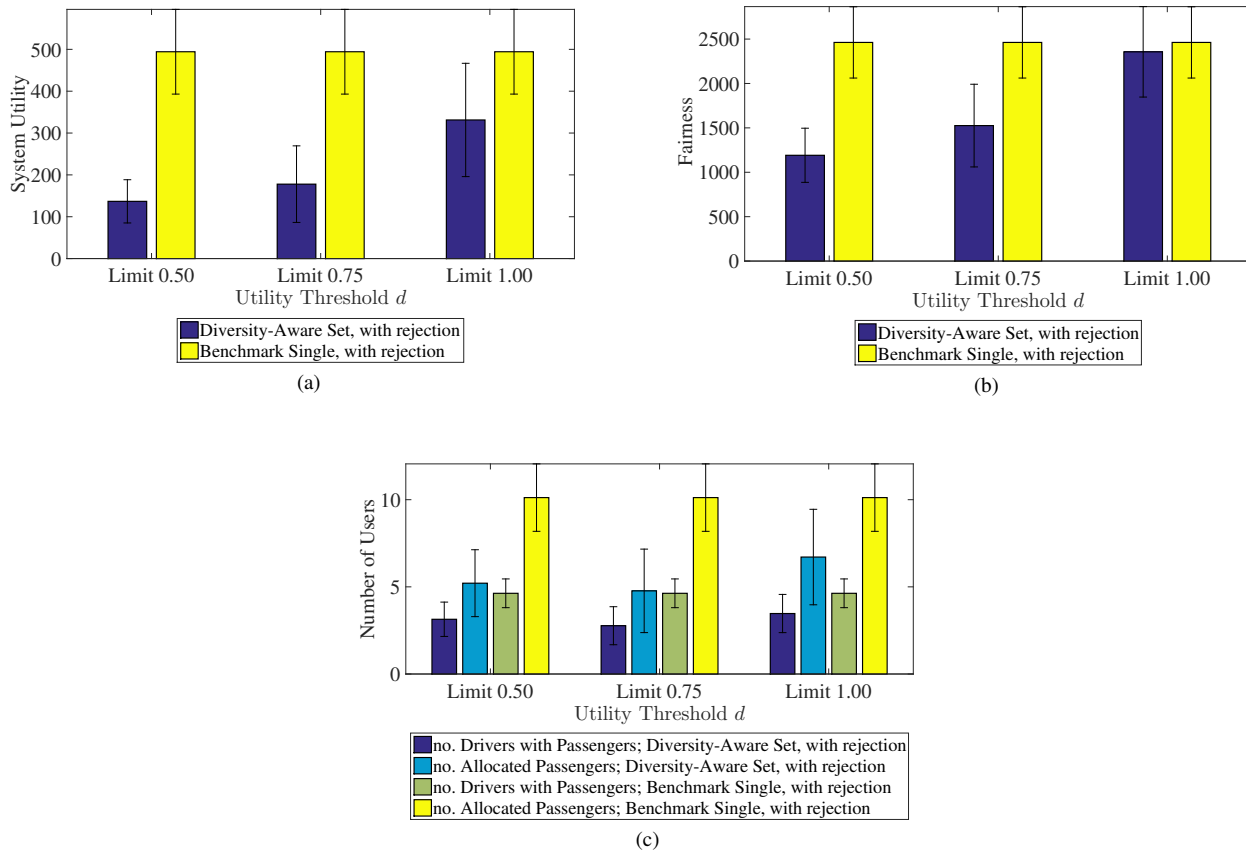 System Utility
500
400
300
200
100
0
Limit 0.50 Limit 0.75 Limit 1.00
Utility Threshold d
Diversity-Aware Set, with rejection
Benchmark Single, with rejection
(a)
Fairness
2500
2000
1500
1000
500
0
Limit 0.50 Limit 0.75 Limit 1.00
Utility Threshold d
Diversity-Aware Set, with rejection
Benchmark Single, with rejection
(b)
Number of Users
10
5
0
Limit 0.50 Limit 0.75 Limit 1.00
Utility Threshold d
no. Drivers with Passengers; Diversity-Aware Set, with rejection
no. Allocated Passengers; Diversity-Aware Set, with rejection
no. Drivers with Passengers; Benchmark Single, with rejection
no. Allocated Passengers; Benchmark Single, with rejection
(c)